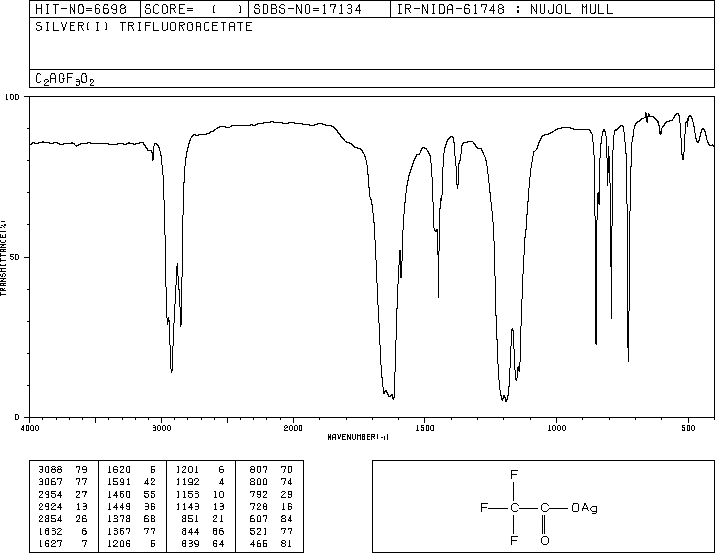 HIT-NO=6698 SCORE= ( ) SDBS-NO=17134 IR-NIDA-61748 : NUJOL MULL
SILVER(I) TRIFLUOROACETATE
C2AGF3O2
100
50
0
TRANSMITTANCE(%)
4000 3000 2000 1500 1000 500
WAVENUMBER(-1)
3088 79 1620 5 1201 6 807 70
3067 77 1591 42 1192 4 800 74
2954 27 1460 55 1153 10 792 29
2924 13 1449 36 1143 13 728 16
2854 26 1378 68 851 21 607 84
1632 6 1367 77 844 66 521 77
1627 7 1206 5 839 64 466 81
F
F C C OAg
F O